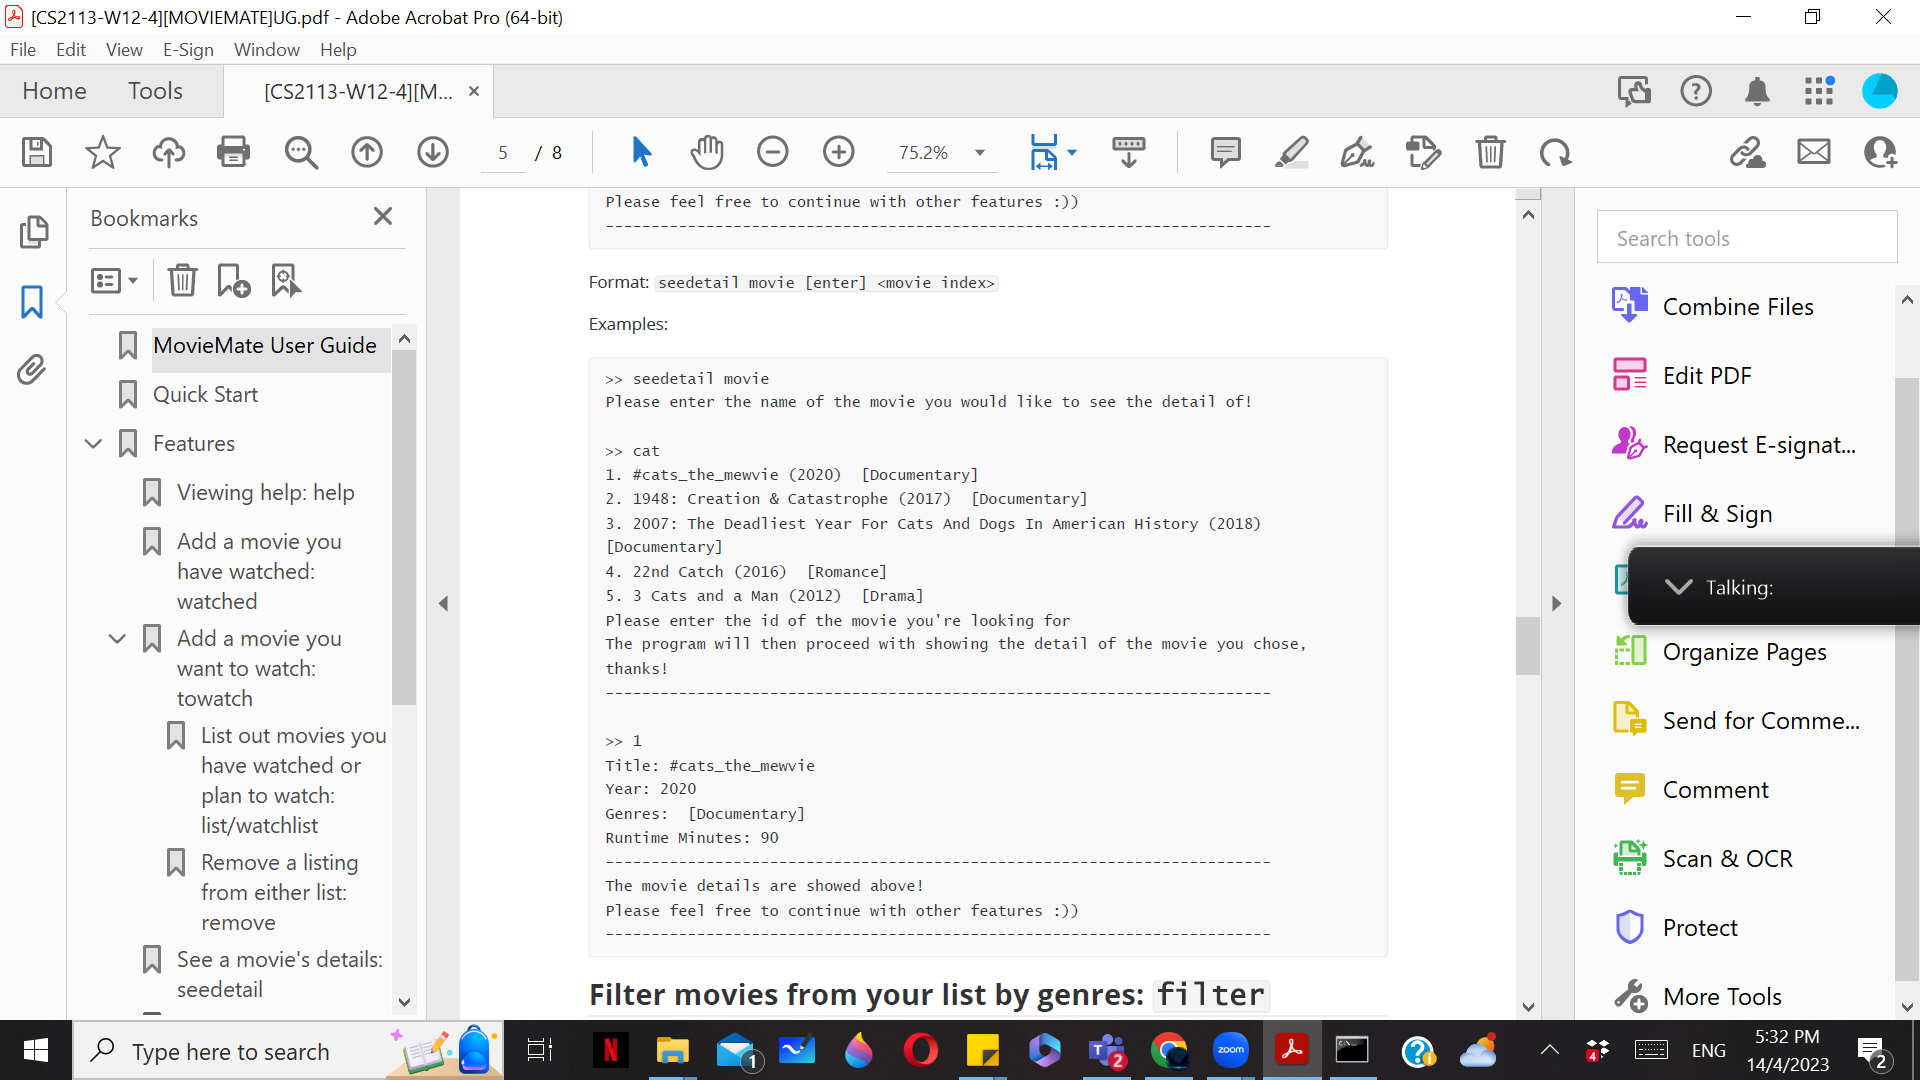 [CS2113-W12-4][MOVIEMATE]UG.pdf - Adobe Acrobat Pro (64-bit)
File Edit View E-Sign Window Help
Home Tools [CS2113-W12-4][M... ×
5 / 8 75.2%
Bookmarks
MovieMate User Guide
Quick Start
Features
Viewing help: help
Add a movie you
have watched:
watched
Add a movie you
want to watch:
towatch
List out movies you
have watched or
plan to watch:
list/watchlist
Remove a listing
from either list:
remove
See a movie's details:
seedetail
Please feel free to continue with other features :))
-------------------------------------------------------------------------
Format: seedetail movie [enter] <movie index>
Examples:
>> seedetail movie
Please enter the name of the movie you would like to see the detail of!
>> cat
1. #cats_the_mewvie (2020)  [Documentary]
2. 1948: Creation & Catastrophe (2017)  [Documentary]
3. 2007: The Deadliest Year For Cats And Dogs In American History (2018)
[Documentary]
4. 22nd Catch (2016)  [Romance]
5. 3 Cats and a Man (2012)  [Drama]
Please enter the id of the movie you're looking for
The program will then proceed with showing the detail of the movie you chose,
thanks!
-------------------------------------------------------------------------
>> 1
Title: #cats_the_mewvie
Year: 2020
Genres:  [Documentary]
Runtime Minutes: 90
-------------------------------------------------------------------------
The movie details are showed above!
Please feel free to continue with other features :))
-------------------------------------------------------------------------
Filter movies from your list by genres: filter
Search tools
Combine Files
Edit PDF
Request E-signat...
Fill & Sign
Talking:
Organize Pages
Send for Comme...
Comment
Scan & OCR
Protect
More Tools
Type here to search
N
1
2
zoom
4
ENG
5:32 PM
14/4/2023
2